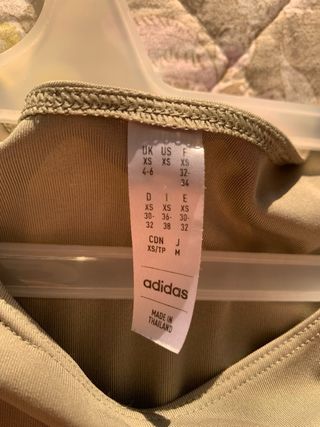 UK US F
XS XS XS
4-6 32-
34
D I E
XS XS XS
30- 36- 30-
32 38 32
CDN J
XS/TP M
adidas
MADE IN
THAILAND